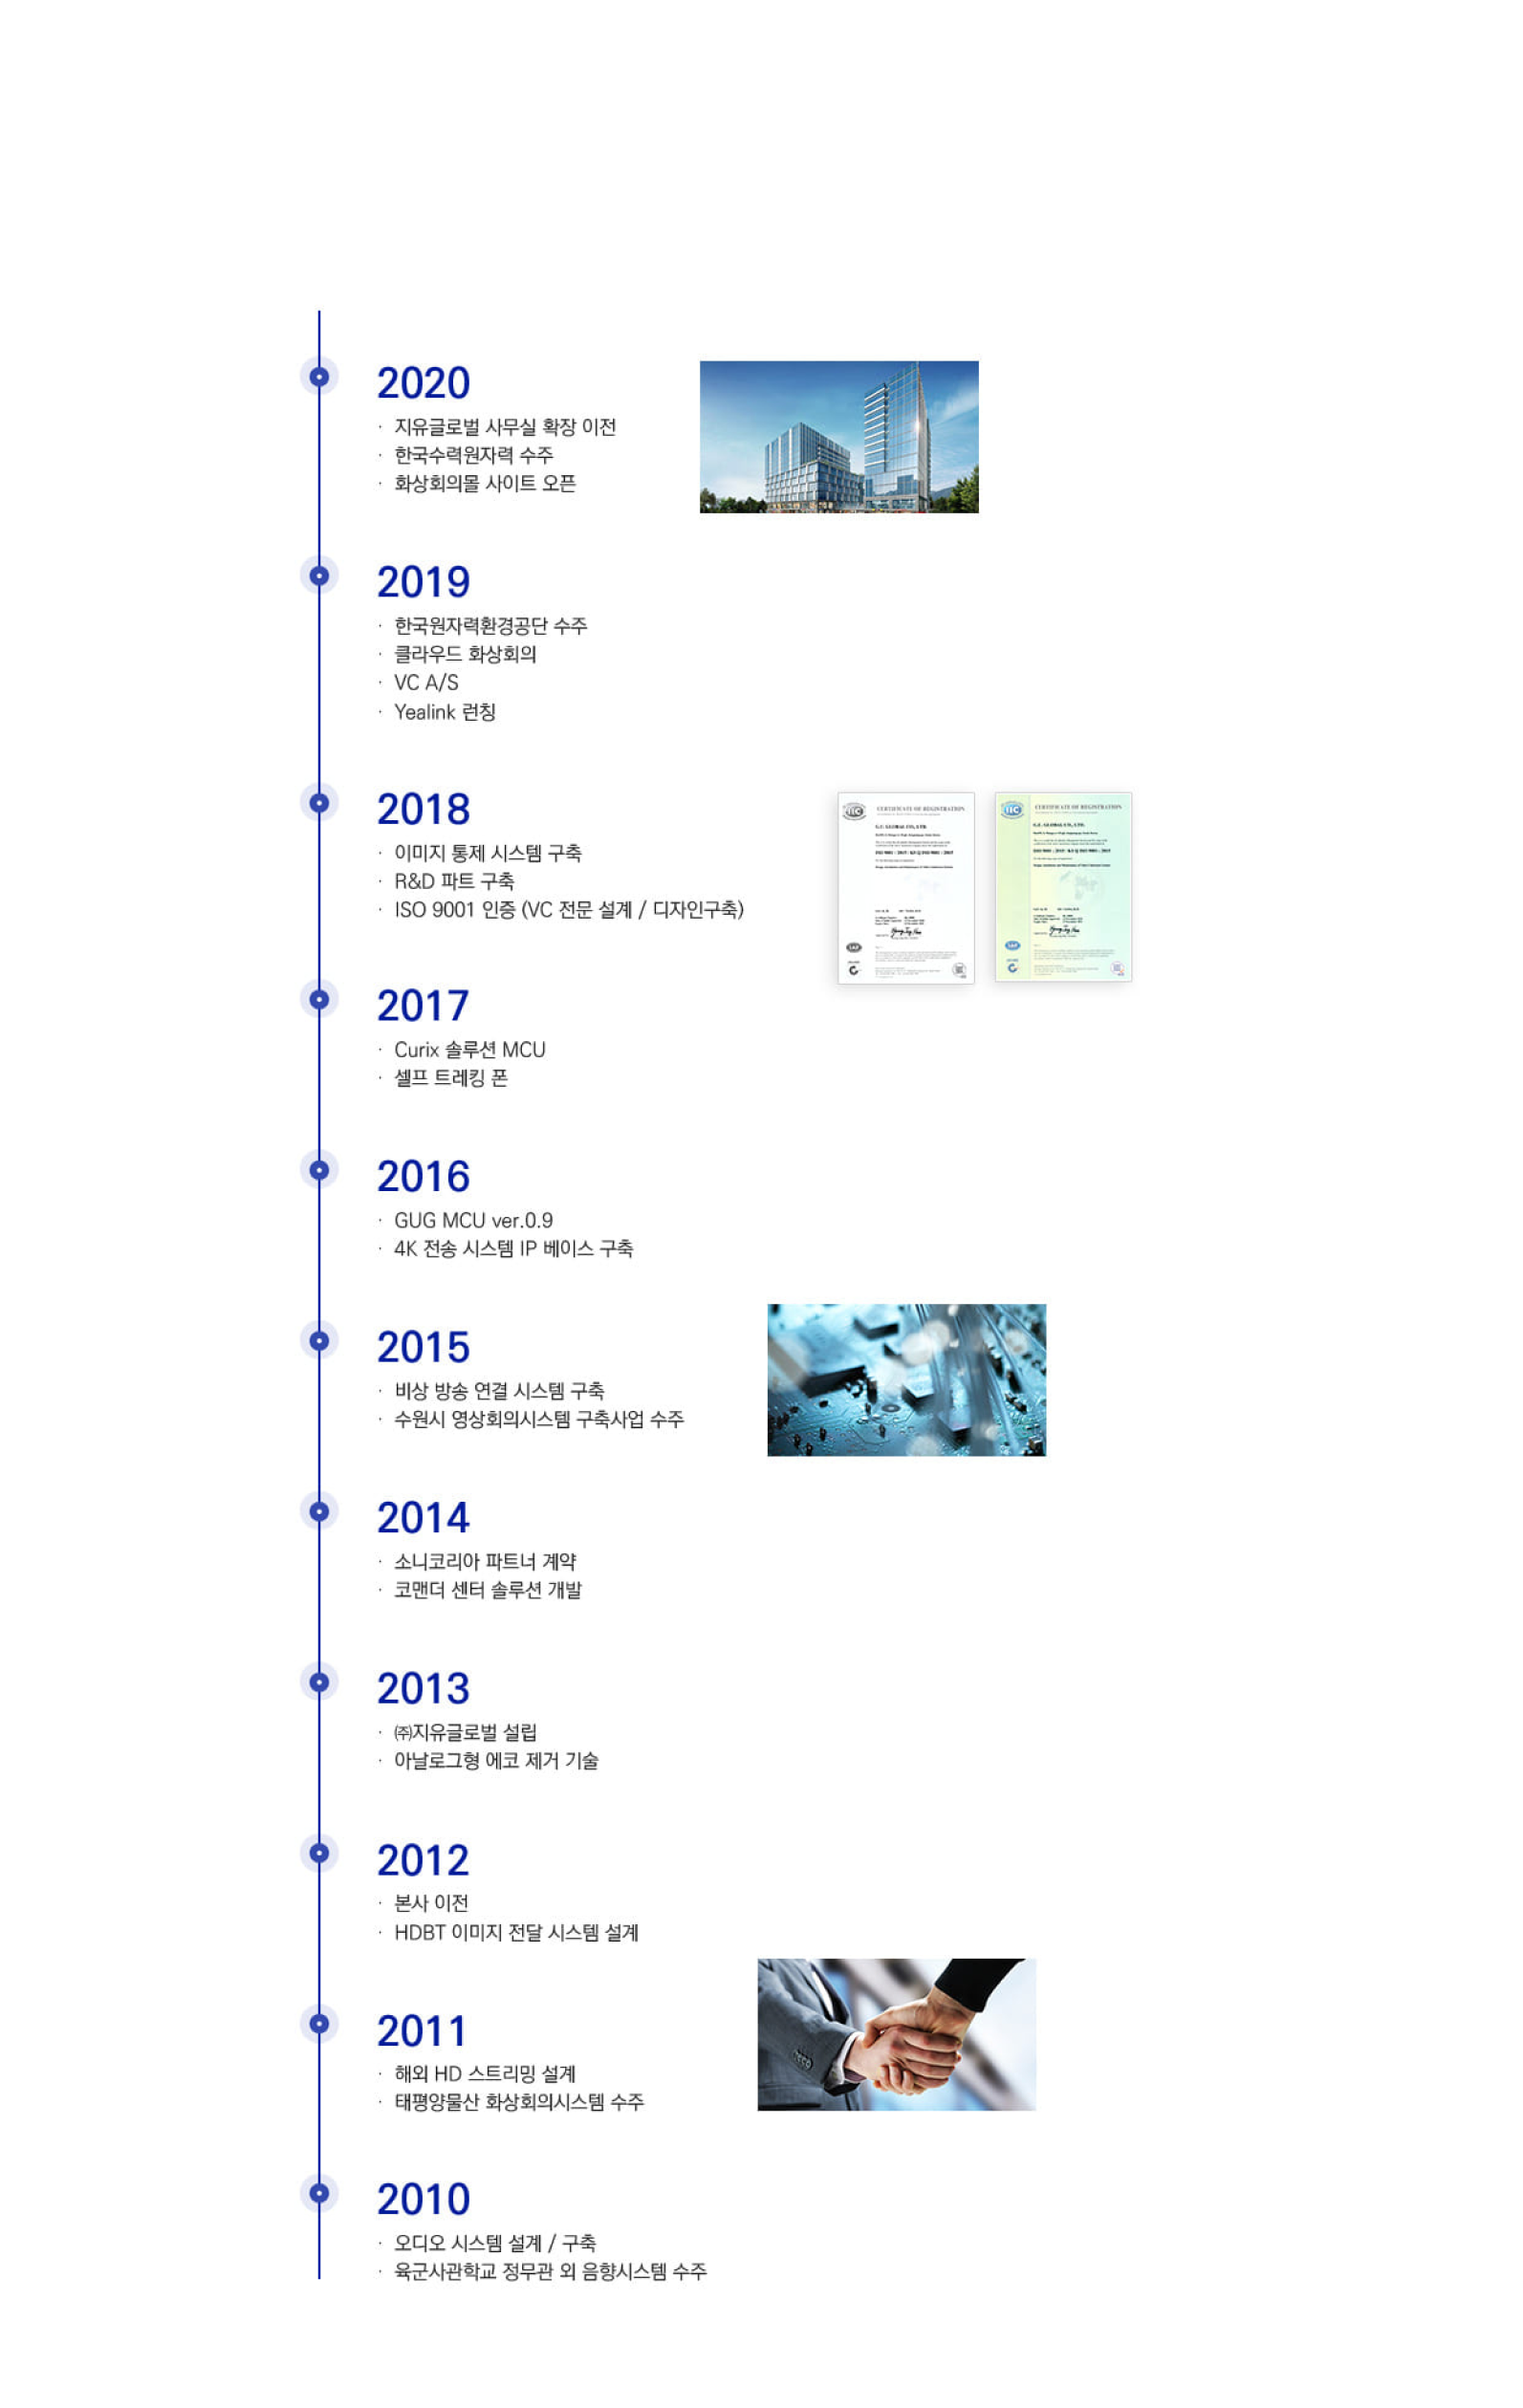 2020
· 지유글로벌 사무실 확장 이전
· 한국수력원자력 수주
· 화상회의몰 사이트 오픈
2019
· 한국원자력환경공단 수주
· 클라우드 화상회의
· VC A/S
· Yealink 런칭
2018
· 이미지 통제 시스템 구축
· R&D 파트 구축
· ISO 9001 인증 (VC 전문 설계 / 디자인구축)
IIC CERTIFICATE OF REGISTRATION
IIC CERTIFICATE OF REGISTRATION
2017
· Curix 솔루션 MCU
· 셀프 트레킹 폰
2016
· GUG MCU ver.0.9
· 4K 전송 시스템 IP 베이스 구축
2015
· 비상 방송 연결 시스템 구축
· 수원시 영상회의시스템 구축사업 수주
2014
· 소니코리아 파트너 계약
· 코맨더 센터 솔루션 개발
2013
· ㈜지유글로벌 설립
· 아날로그형 에코 제거 기술
2012
· 본사 이전
· HDBT 이미지 전달 시스템 설계
2011
· 해외 HD 스트리밍 설계
· 태평양물산 화상회의시스템 수주
2010
· 오디오 시스템 설계 / 구축
· 육군사관학교 정무관 외 음향시스템 수주